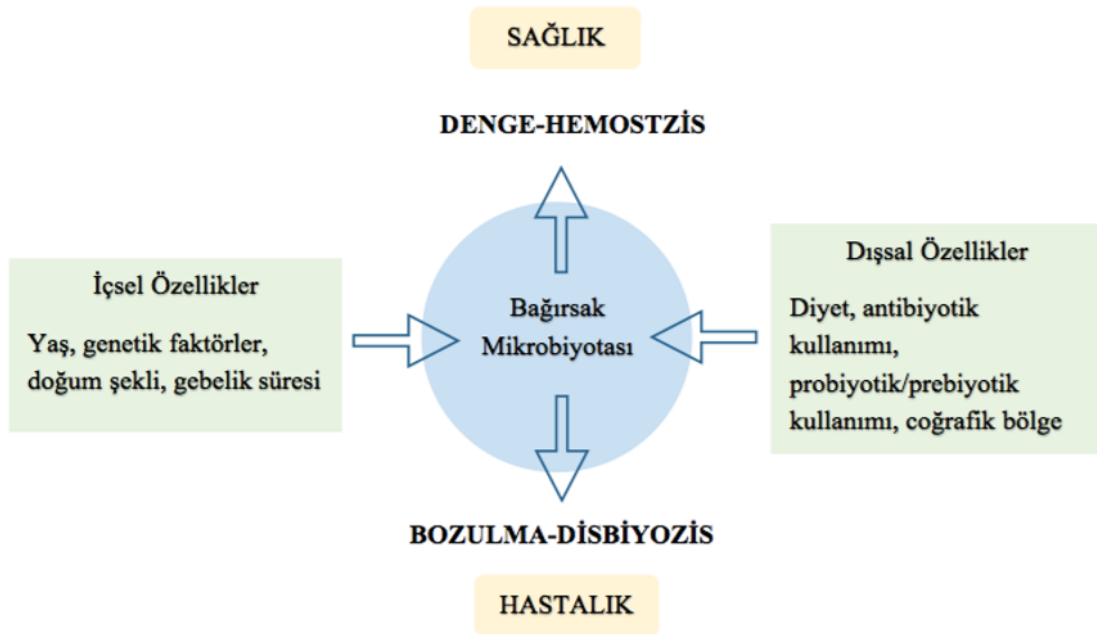 SAĞLIK
DENGE-HEMOSTZİS
İçsel Özellikler
Yaş, genetik faktörler,
doğum şekli, gebelik süresi
Bağırsak
Mikrobiyotası
Dışsal Özellikler
Diyet, antibiyotik
kullanımı,
probiyotik/prebiyotik
kullanımı, coğrafik bölge
BOZULMA-DİSBİYOZİS
HASTALIK